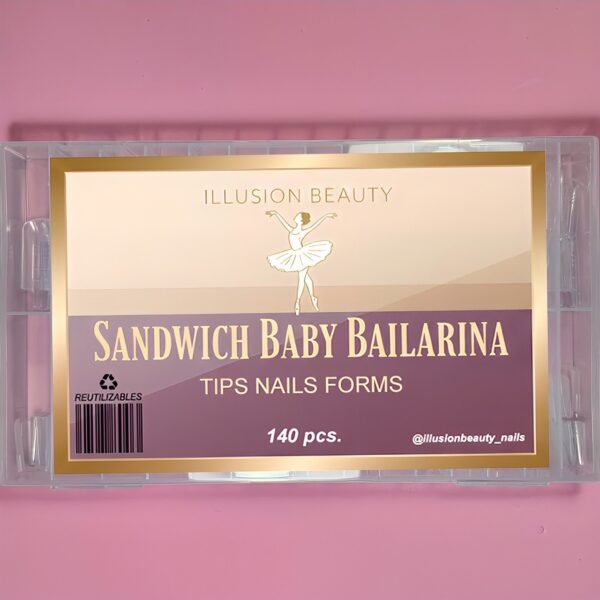 ILLUSION BEAUTY
SANDWICH BABY BAILARINA
TIPS NAILS FORMS
REUTILIZABLES
140 pcs.
@illusionbeauty_nails